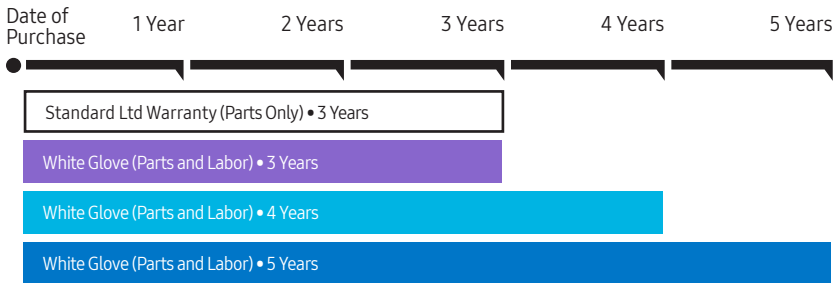 Date of
Purchase
1 Year
2 Years
3 Years
4 Years
5 Years
Standard Ltd Warranty (Parts Only) • 3 Years
White Glove (Parts and Labor) • 3 Years
White Glove (Parts and Labor) • 4 Years
White Glove (Parts and Labor) • 5 Years